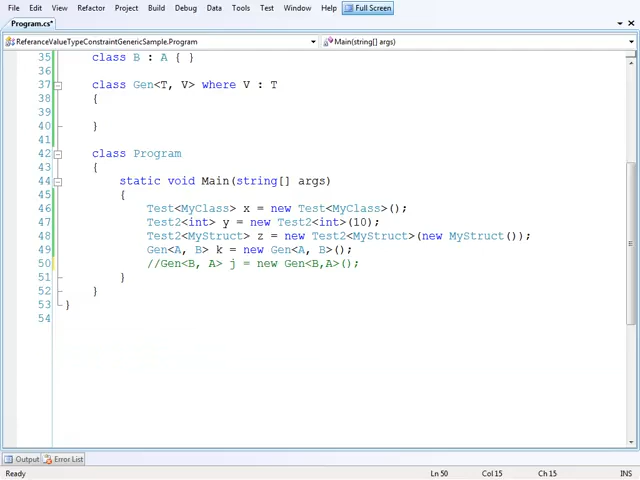 File Edit View Refactor Project Build Debug Data Tools Test Window Help Full Screen
Program.cs*
ReferanceValueTypeConstraintGenericSample.Program Main(string[] args)
35 class B : A { }
36
37 class Gen<T, V> where V : T
38 {
39
40 }
41
42 class Program
43 {
44 static void Main(string[] args)
45 {
46 Test<MyClass> x = new Test<MyClass>();
47 Test2<int> y = new Test2<int>(10);
48 Test2<MyStruct> z = new Test2<MyStruct>(new MyStruct());
49 Gen<A, B> k = new Gen<A, B>();
50 //Gen<B, A> j = new Gen<B,A>();
51 }
52 }
53 }
54
Output Error List
Ready Ln 50 Col 15 Ch 15 INS